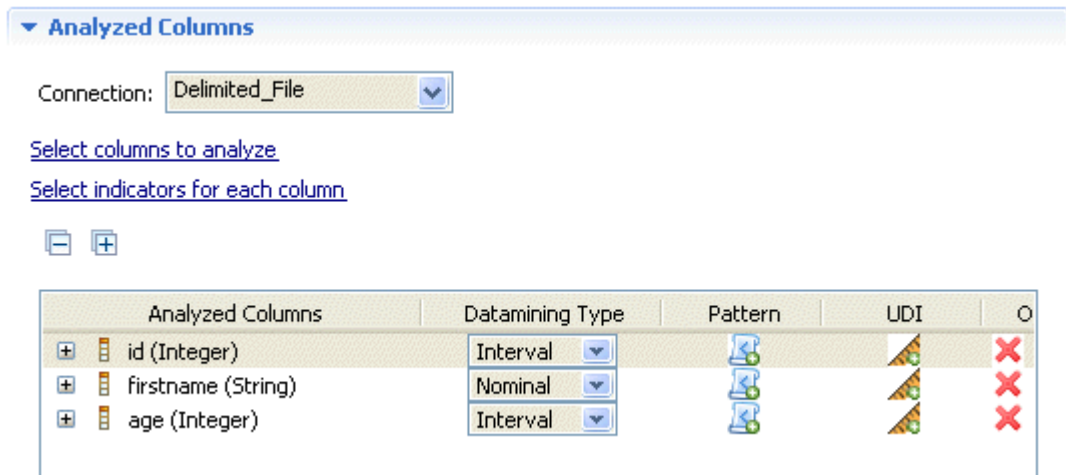 Analyzed Columns
Connection: Delimited_File
Select columns to analyze
Select indicators for each column
Analyzed Columns Datamining Type Pattern UDI O
id (Integer) Interval
firstname (String) Nominal
age (Integer) Interval